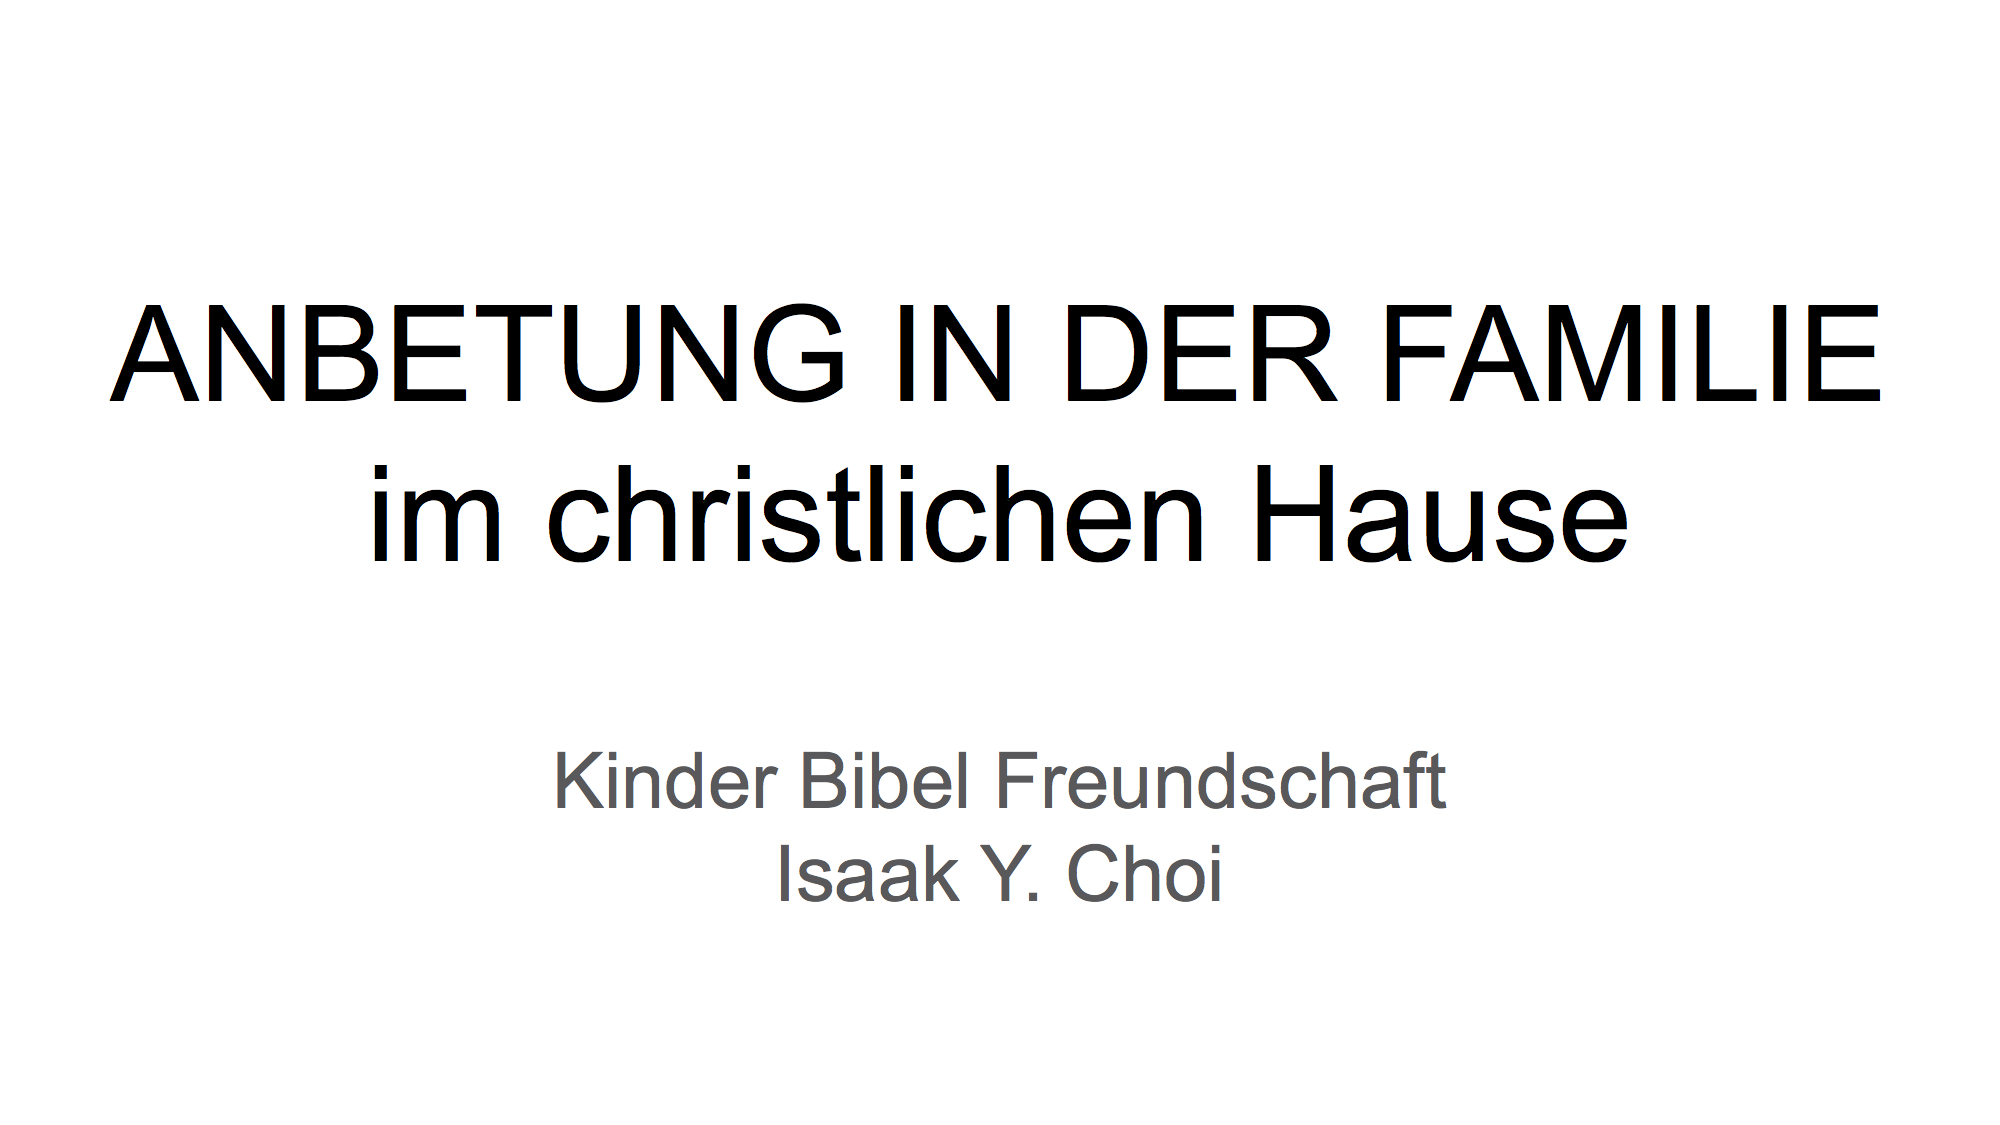 ANBETUNG IN DER FAMILIE
im christlichen Hause
Kinder Bibel Freundschaft
Isaak Y. Choi